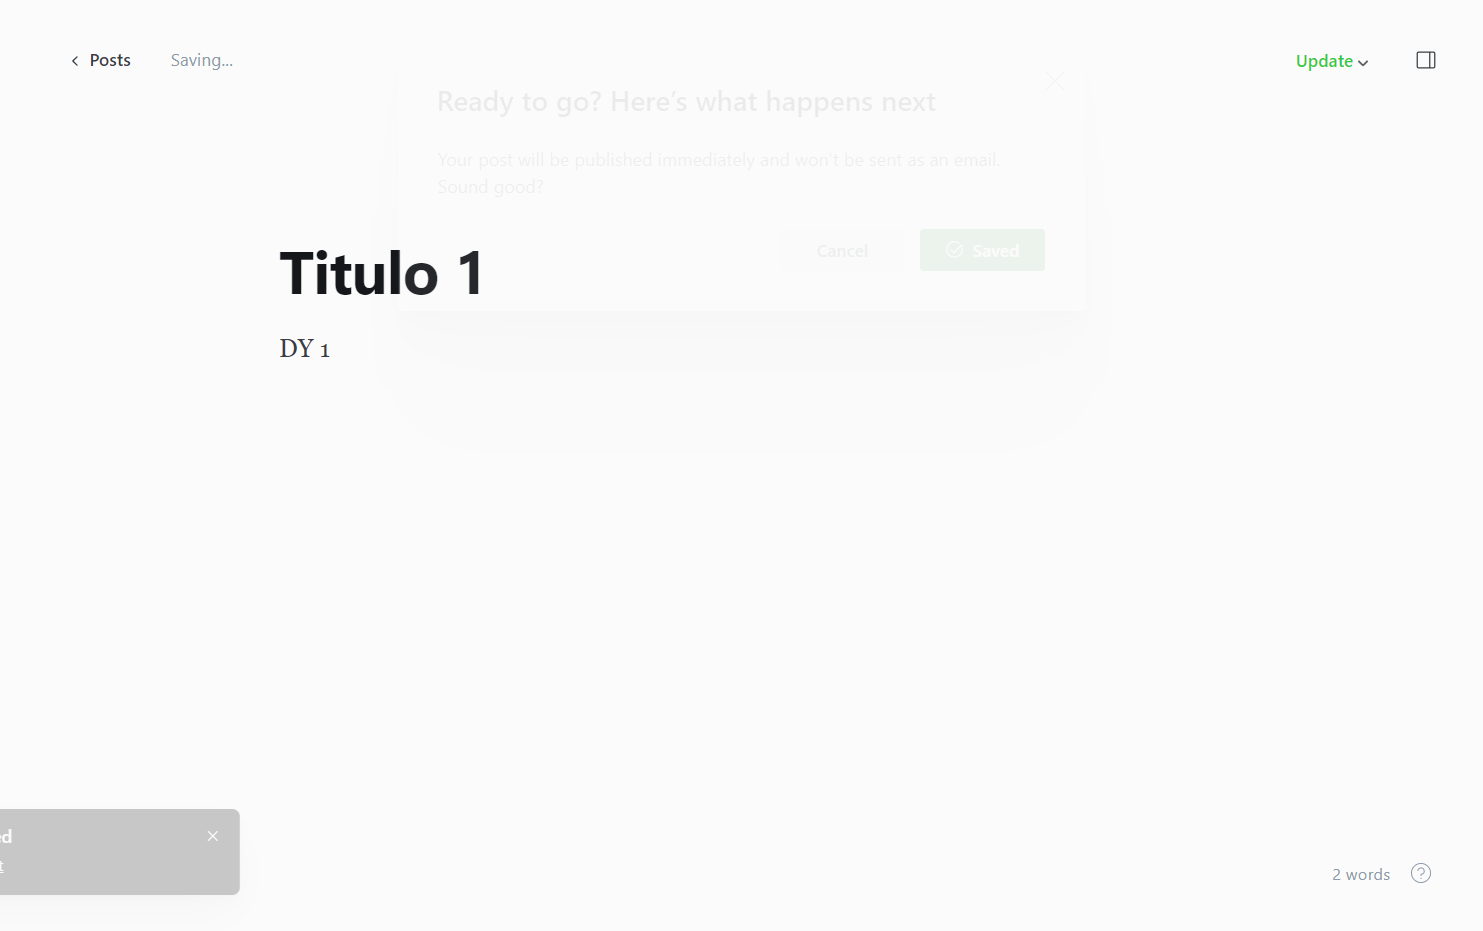 Posts
Saving...
Update
Ready to go? Here's what happens next
Your post will be published immediately and won't be sent as an email.
Sound good?
Cancel
Saved
Titulo 1
DY 1
ed
t
2 words